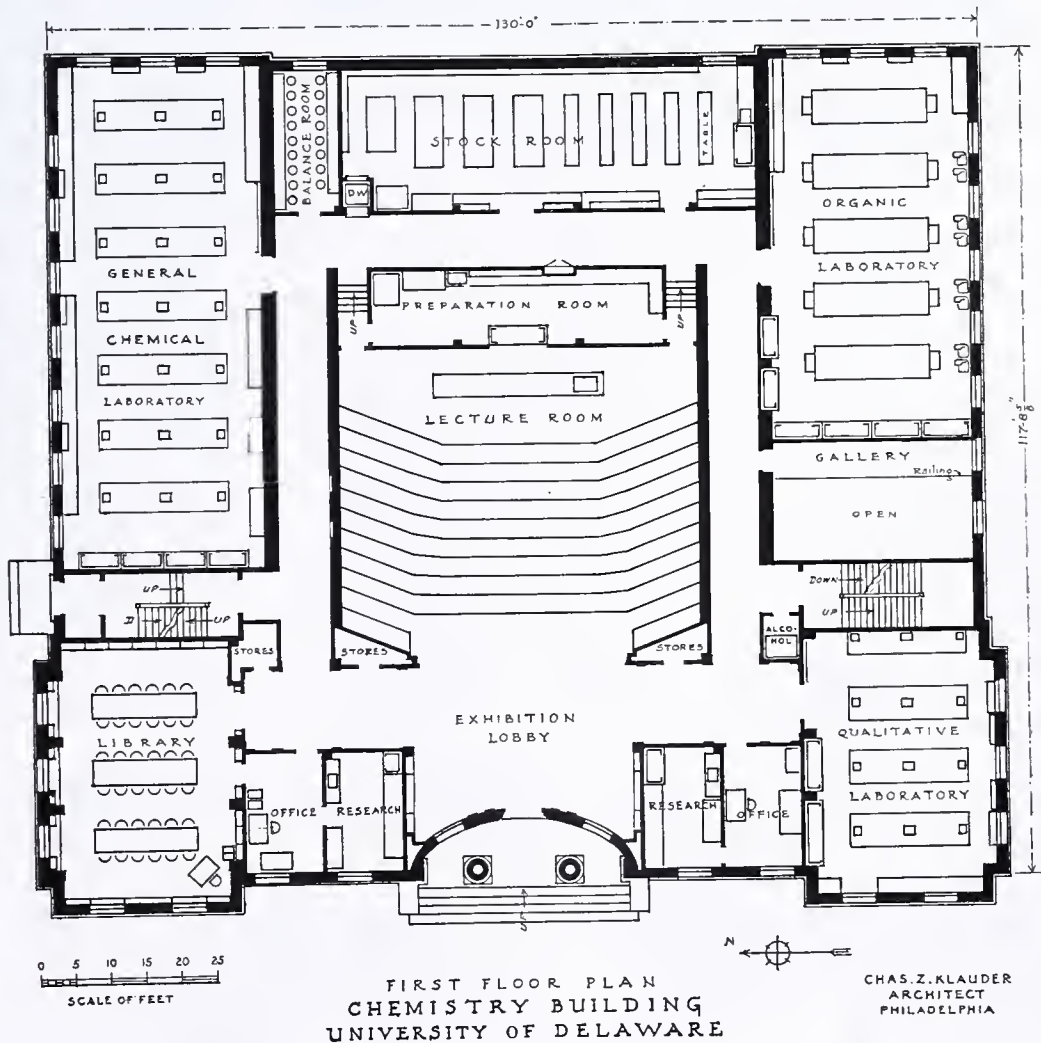 130'-0"
BALANCE ROOM
STOCK ROOM
TABLE
DW
ORGANIC
LABORATORY
GENERAL
CHEMICAL
LABORATORY
UP
PREPARATION ROOM
UP
LECTURE ROOM
117'-8 5/8"
GALLERY
Railing
OPEN
UP
D
UP
DOWN
UP
STORES
STORES
STORES
ALCO-
HOL
LIBRARY
EXHIBITION
LOBBY
QUALITATIVE
LABORATORY
OFFICE
RESEARCH
RESEARCH
OFFICE
N
0 5 10 15 20 25
SCALE OF FEET
FIRST FLOOR PLAN
CHEMISTRY BUILDING
UNIVERSITY OF DELAWARE
CHAS. Z. KLAUDER
ARCHITECT
PHILADELPHIA